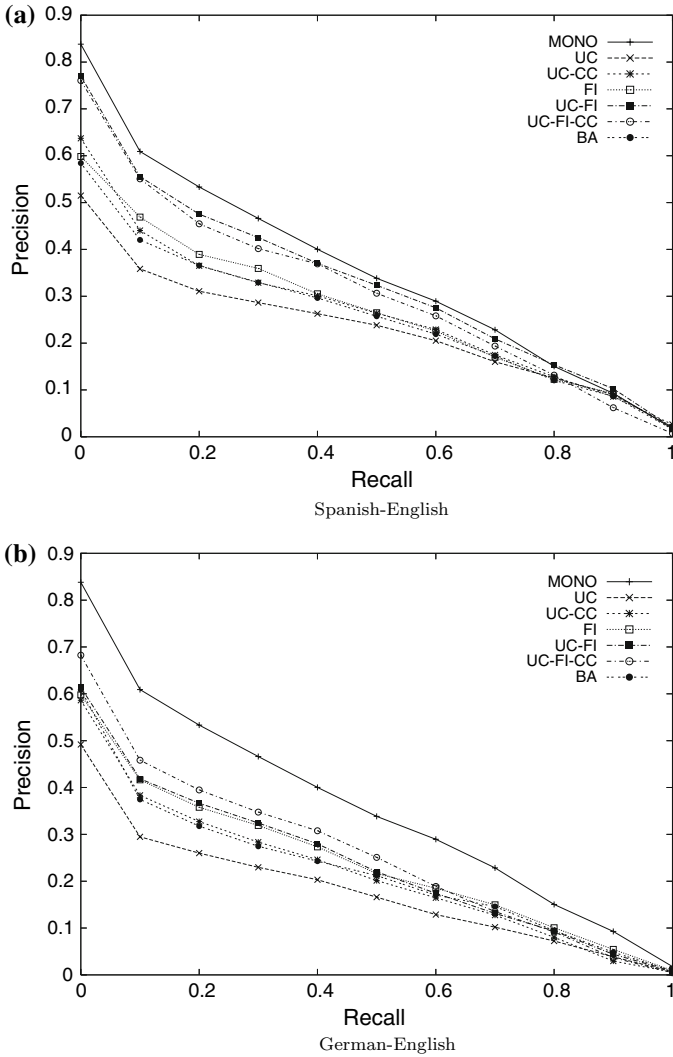 (a)
0.9
0.8
0.7
0.6
0.5
0.4
0.3
0.2
0.1
0
Precision
MONO
UC
UC-CC
FI
UC-FI
UC-FI-CC
BA
0 0.2 0.4 0.6 0.8 1
Recall
Spanish-English
(b)
0.9
0.8
0.7
0.6
0.5
0.4
0.3
0.2
0.1
0
Precision
MONO
UC
UC-CC
FI
UC-FI
UC-FI-CC
BA
0 0.2 0.4 0.6 0.8 1
Recall
German-English